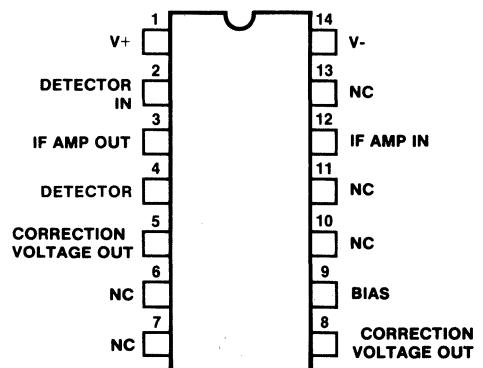 1 14
V+ V-
2 13
DETECTOR
IN NC
3 12
IF AMP OUT IF AMP IN
4 11
DETECTOR NC
5 10
CORRECTION
VOLTAGE OUT NC
6 9
NC BIAS
7 8
NC CORRECTION
VOLTAGE OUT